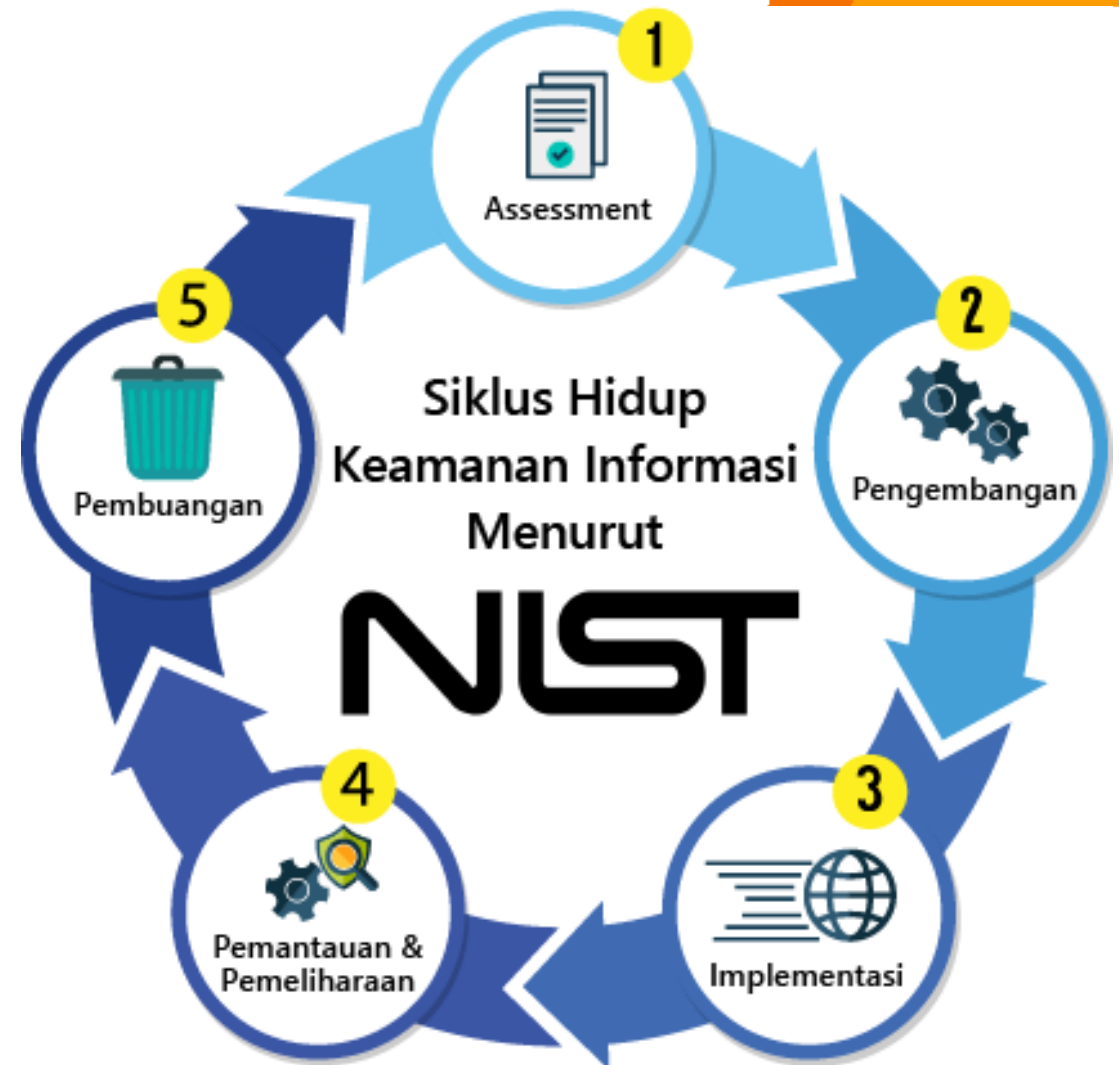 1
Assessment
2
Pengembangan
3
Implementasi
4
Pemantauan &
Pemeliharaan
5
Pembuangan
Siklus Hidup
Keamanan Informasi
Menurut
NIST